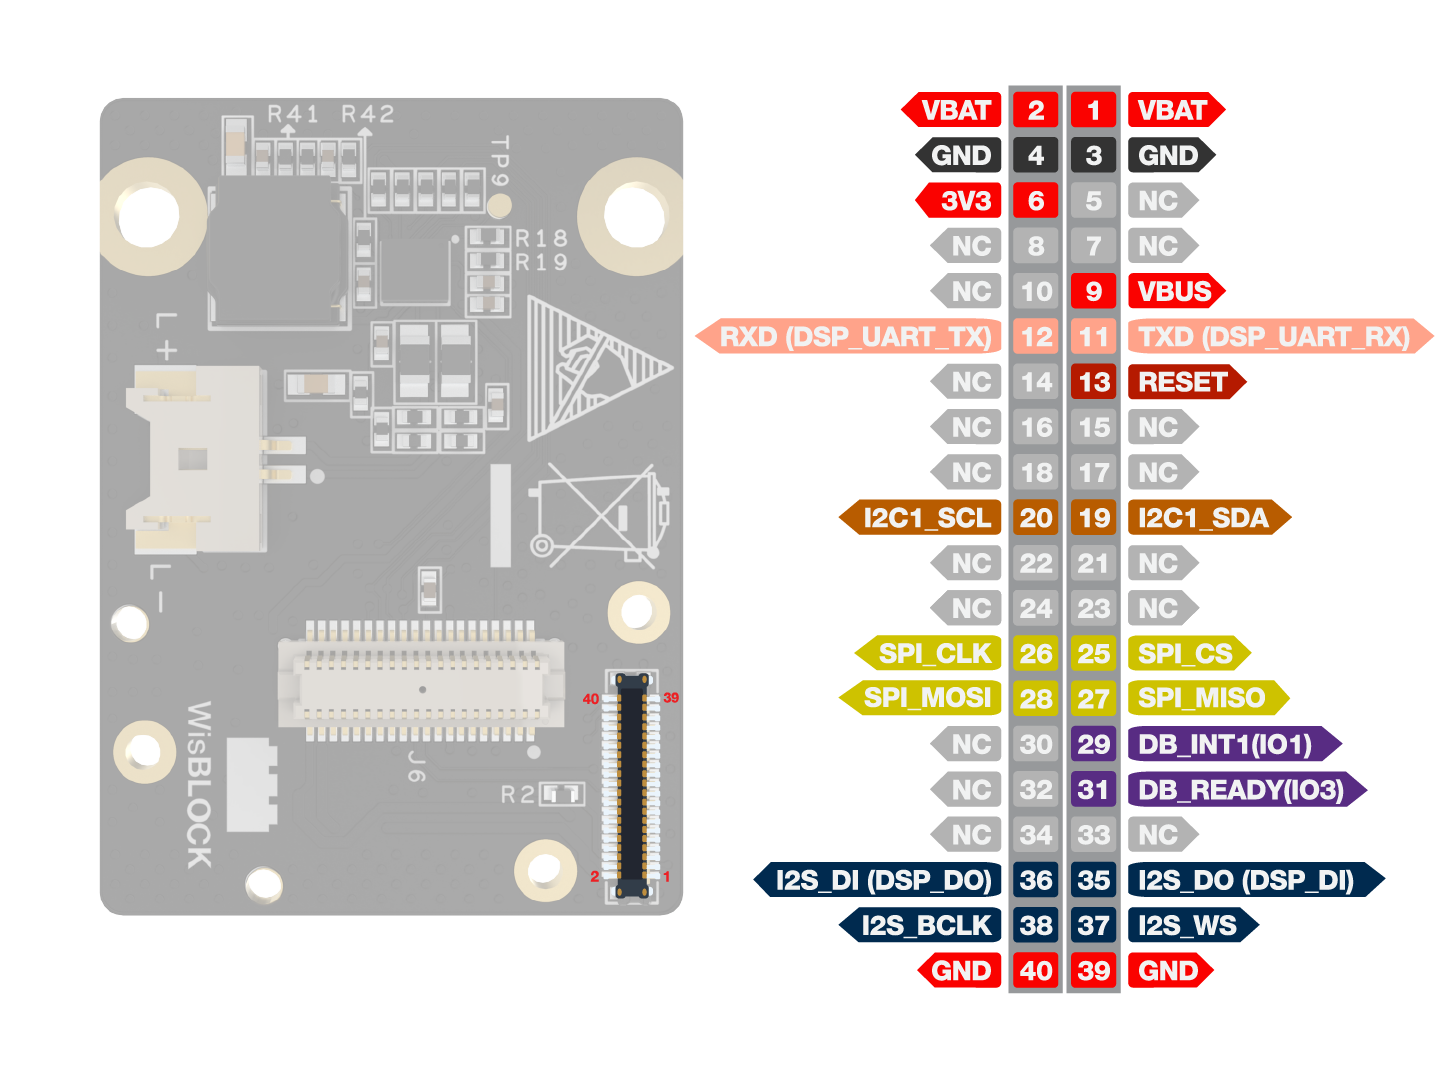 R41 R42
TP9
R18
R19
L+
L-
40 39
J6
WisBLOCK
R2
2 1
VBAT 2 1 VBAT
GND 4 3 GND
3V3 6 5 NC
NC 8 7 NC
NC 10 9 VBUS
RXD (DSP_UART_TX) 12 11 TXD (DSP_UART_RX)
NC 14 13 RESET
NC 16 15 NC
NC 18 17 NC
I2C1_SCL 20 19 I2C1_SDA
NC 22 21 NC
NC 24 23 NC
SPI_CLK 26 25 SPI_CS
SPI_MOSI 28 27 SPI_MISO
NC 30 29 DB_INT1(IO1)
NC 32 31 DB_READY(IO3)
NC 34 33 NC
I2S_DI (DSP_DO) 36 35 I2S_DO (DSP_DI)
I2S_BCLK 38 37 I2S_WS
GND 40 39 GND